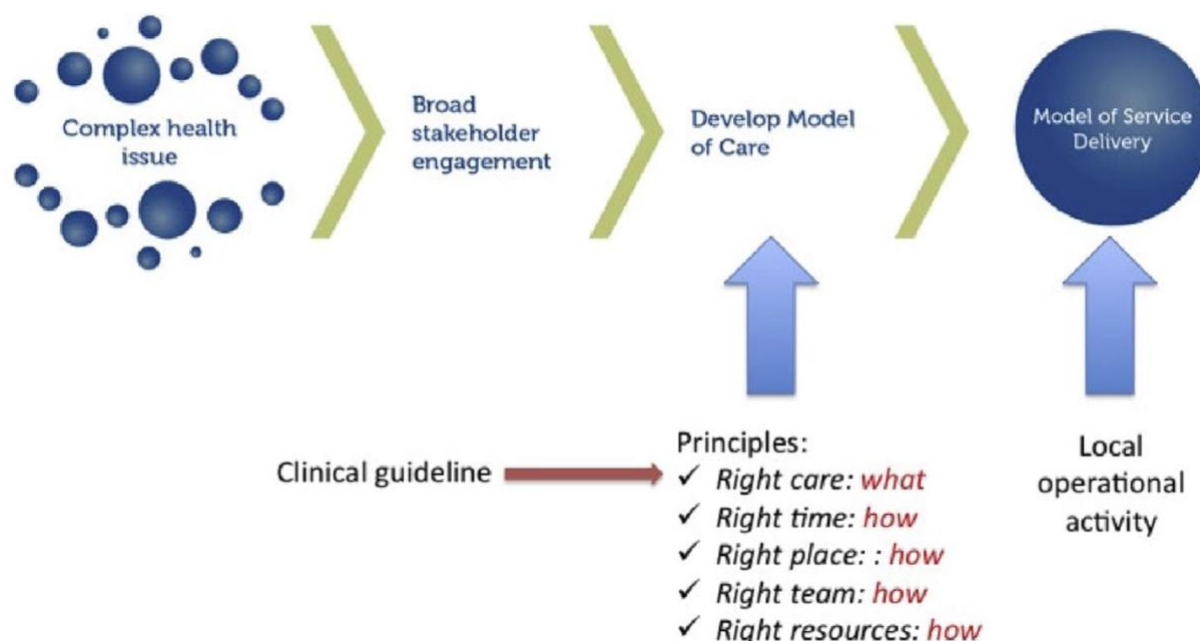 Complex health
issue
Broad
stakeholder
engagement
Develop Model
of Care
Model of Service
Delivery
Clinical guideline
Principles:
✓ Right care: what
✓ Right time: how
✓ Right place: : how
✓ Right team: how
✓ Right resources: how
Local
operational
activity